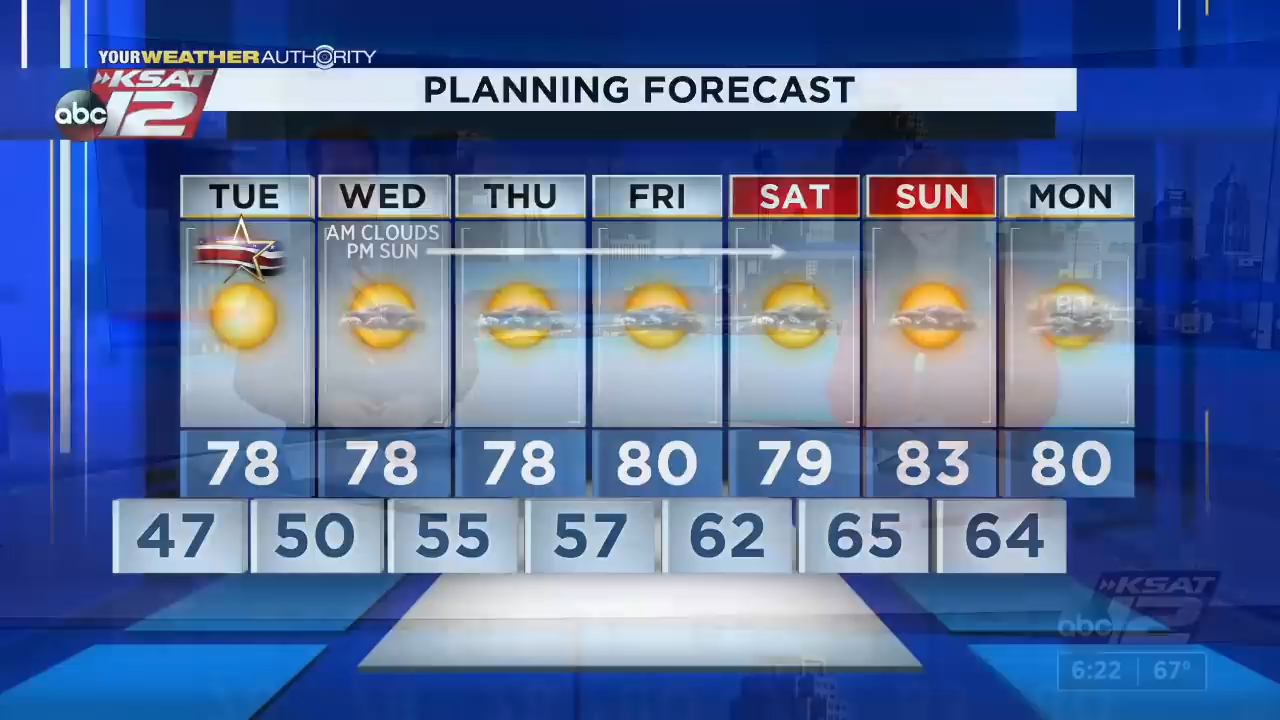 YOURWEATHERAUTHORITY
KSAT
abc 12
PLANNING FORECAST
TUE WED THU FRI SAT SUN MON
AM CLOUDS
PM SUN
78 78 78 80 79 83 80
47 50 55 57 62 65 64
KSAT
abc 12
6:22 67°